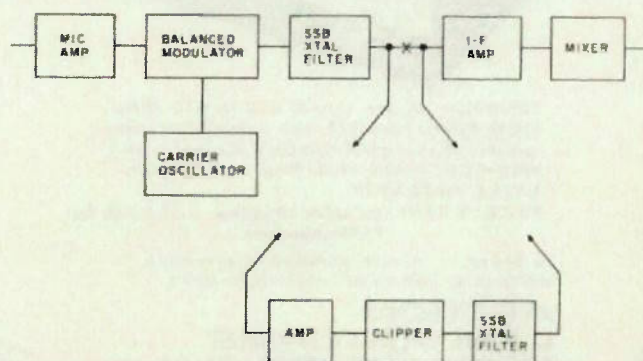 MIC
AMP
BALANCED
MODULATOR
SSB
XTAL
FILTER
I-F
AMP
MIXER
CARRIER
OSCILLATOR
AMP
CLIPPER
SSB
XTAL
FILTER